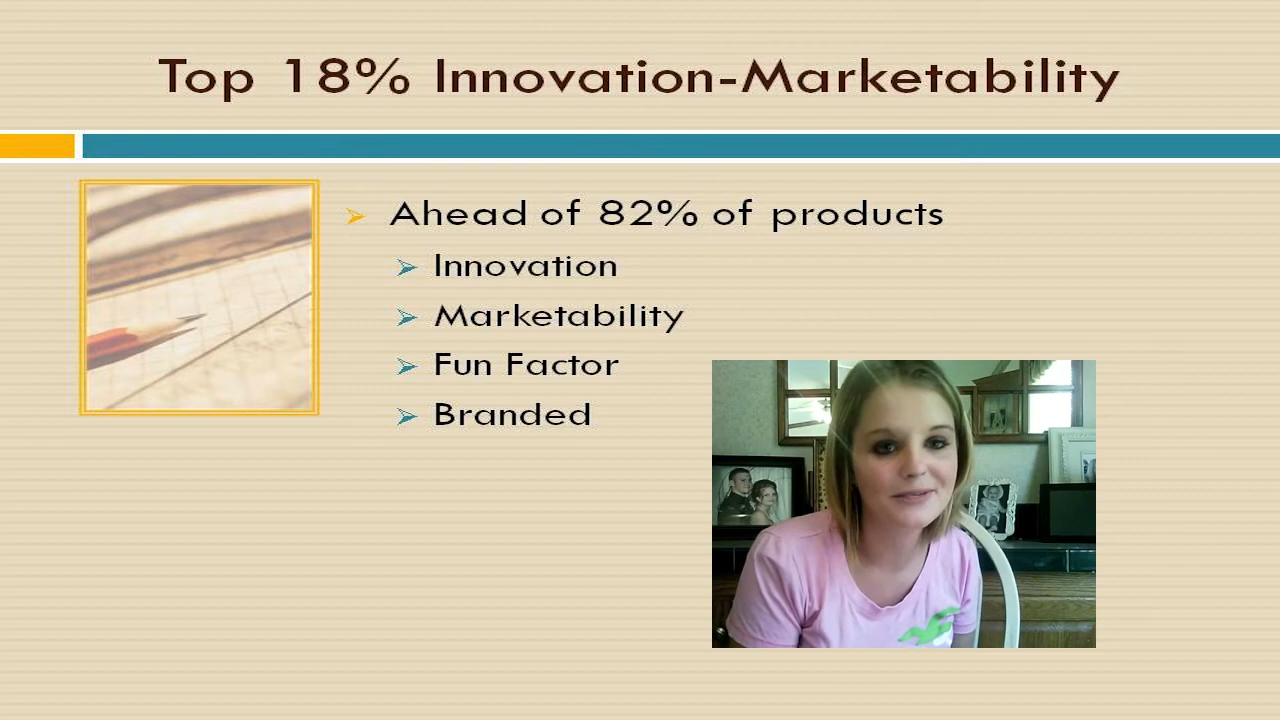 Top 18% Innovation-Marketability
Ahead of 82% of products
Innovation
Marketability
Fun Factor
Branded